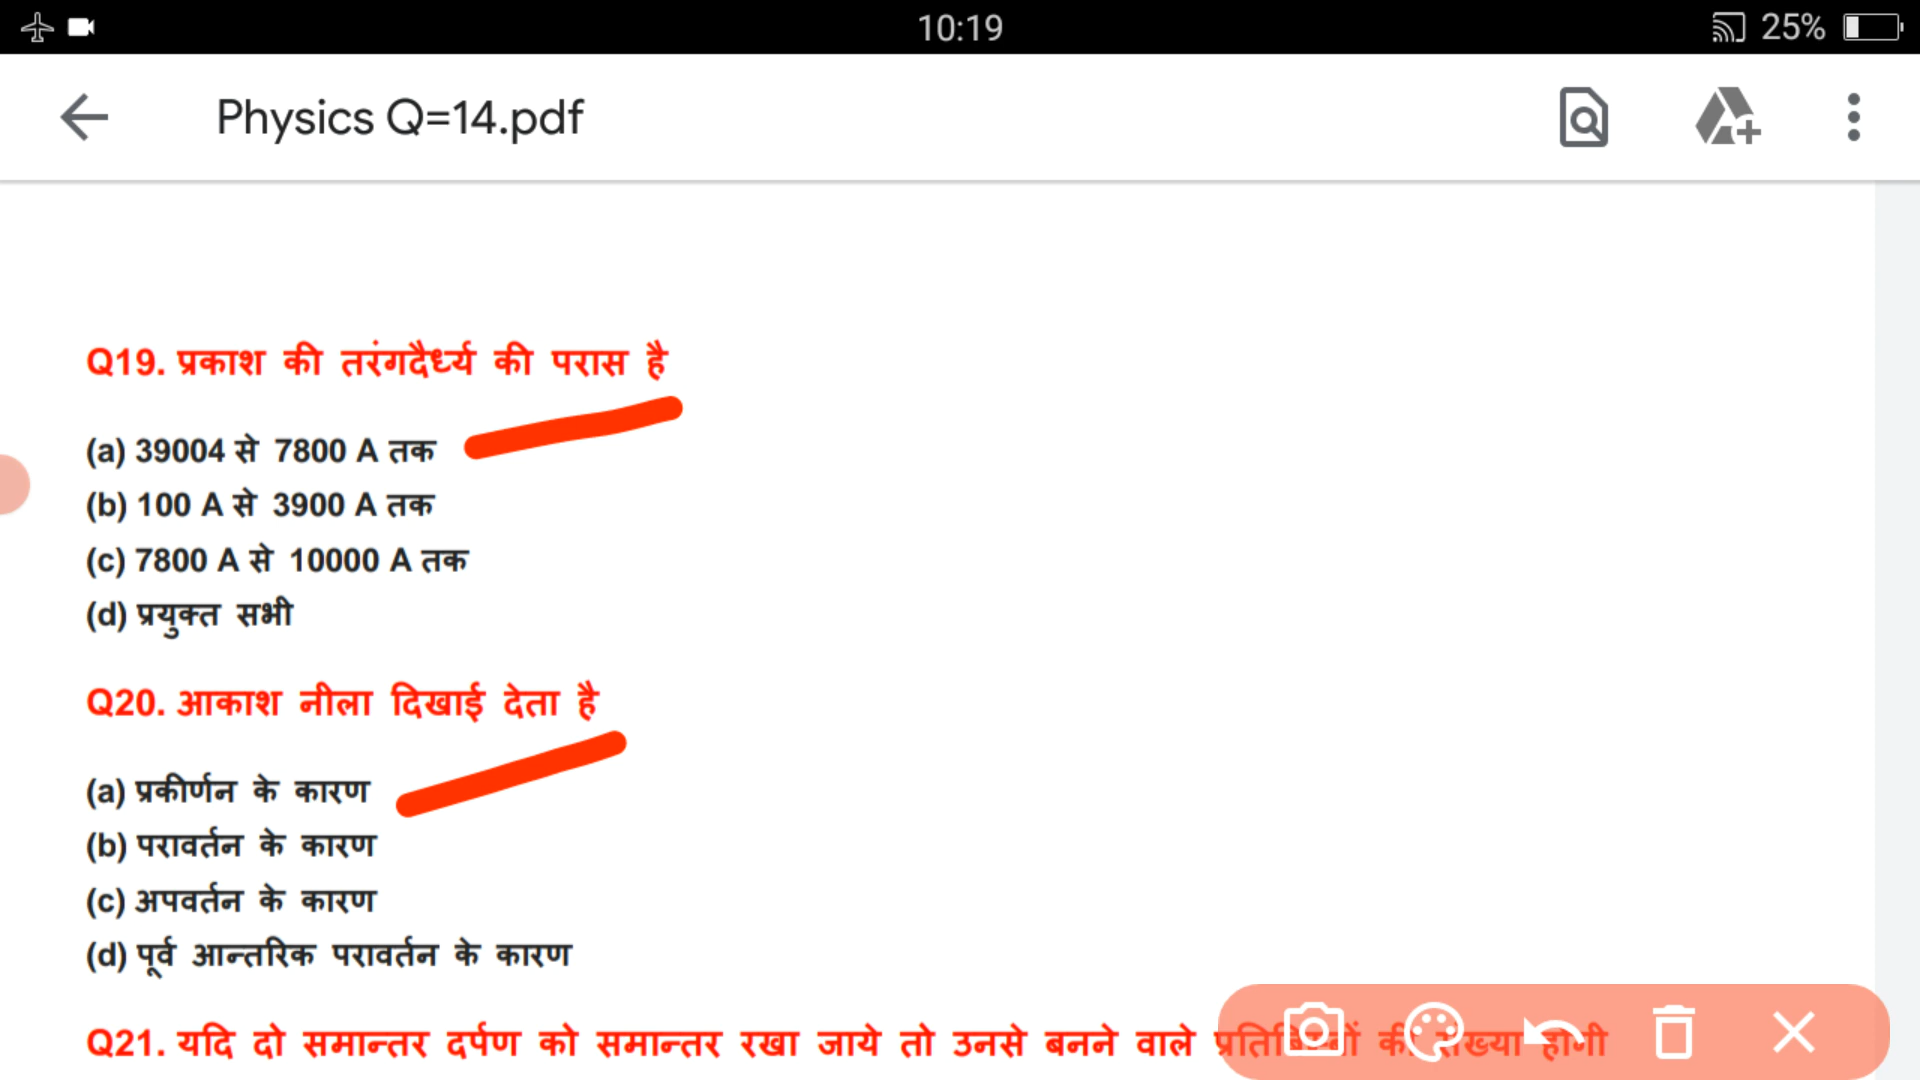 10:19
25%
Physics Q=14.pdf
Q19. प्रकाश की तरंगदैर्ध्य की परास है
(a) 39004 से 7800 A तक
(b) 100 A से 3900 A तक
(c) 7800 A से 10000 A तक
(d) प्रयुक्त सभी
Q20. आकाश नीला दिखाई देता है
(a) प्रकीर्णन के कारण
(b) परावर्तन के कारण
(c) अपवर्तन के कारण
(d) पूर्व आन्तरिक परावर्तन के कारण
Q21. यदि दो समान्तर दर्पण को समान्तर रखा जाये तो उनसे बनने वाले की होगी